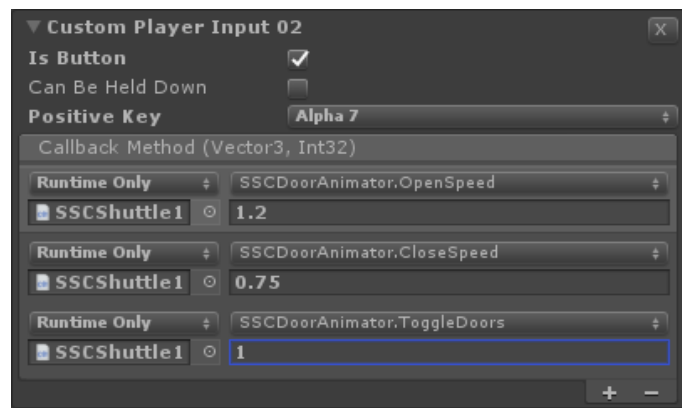 Custom Player Input 02 X
Is Button
Can Be Held Down
Positive Key Alpha 7
Callback Method (Vector3, Int32)
Runtime Only SSCDoorAnimator.OpenSpeed
SSCShuttle1 1.2
Runtime Only SSCDoorAnimator.CloseSpeed
SSCShuttle1 0.75
Runtime Only SSCDoorAnimator.ToggleDoors
SSCShuttle1 1
+ −